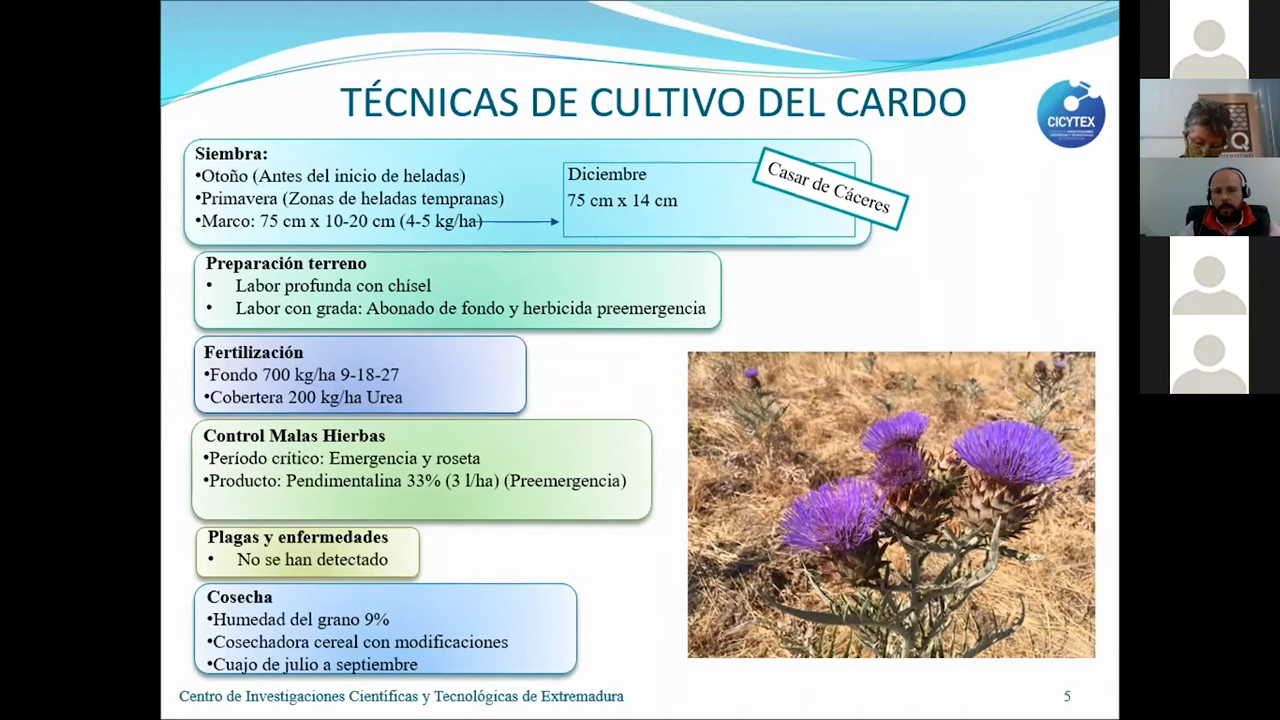 TÉCNICAS DE CULTIVO DEL CARDO
CICYTEX
Siembra:
•Otoño (Antes del inicio de heladas)
•Primavera (Zonas de heladas tempranas)
•Marco: 75 cm x 10-20 cm (4-5 kg/ha)
Diciembre
75 cm x 14 cm
Casar de Cáceres
Preparación terreno
• Labor profunda con chísel
• Labor con grada: Abonado de fondo y herbicida preemergencia
Fertilización
•Fondo 700 kg/ha 9-18-27
•Cobertera 200 kg/ha Urea
Control Malas Hierbas
•Período crítico: Emergencia y roseta
•Producto: Pendimentalina 33% (3 l/ha) (Preemergencia)
Plagas y enfermedades
• No se han detectado
Cosecha
•Humedad del grano 9%
•Cosechadora cereal con modificaciones
•Cuajo de julio a septiembre
Centro de Investigaciones Científicas y Tecnológicas de Extremadura
5